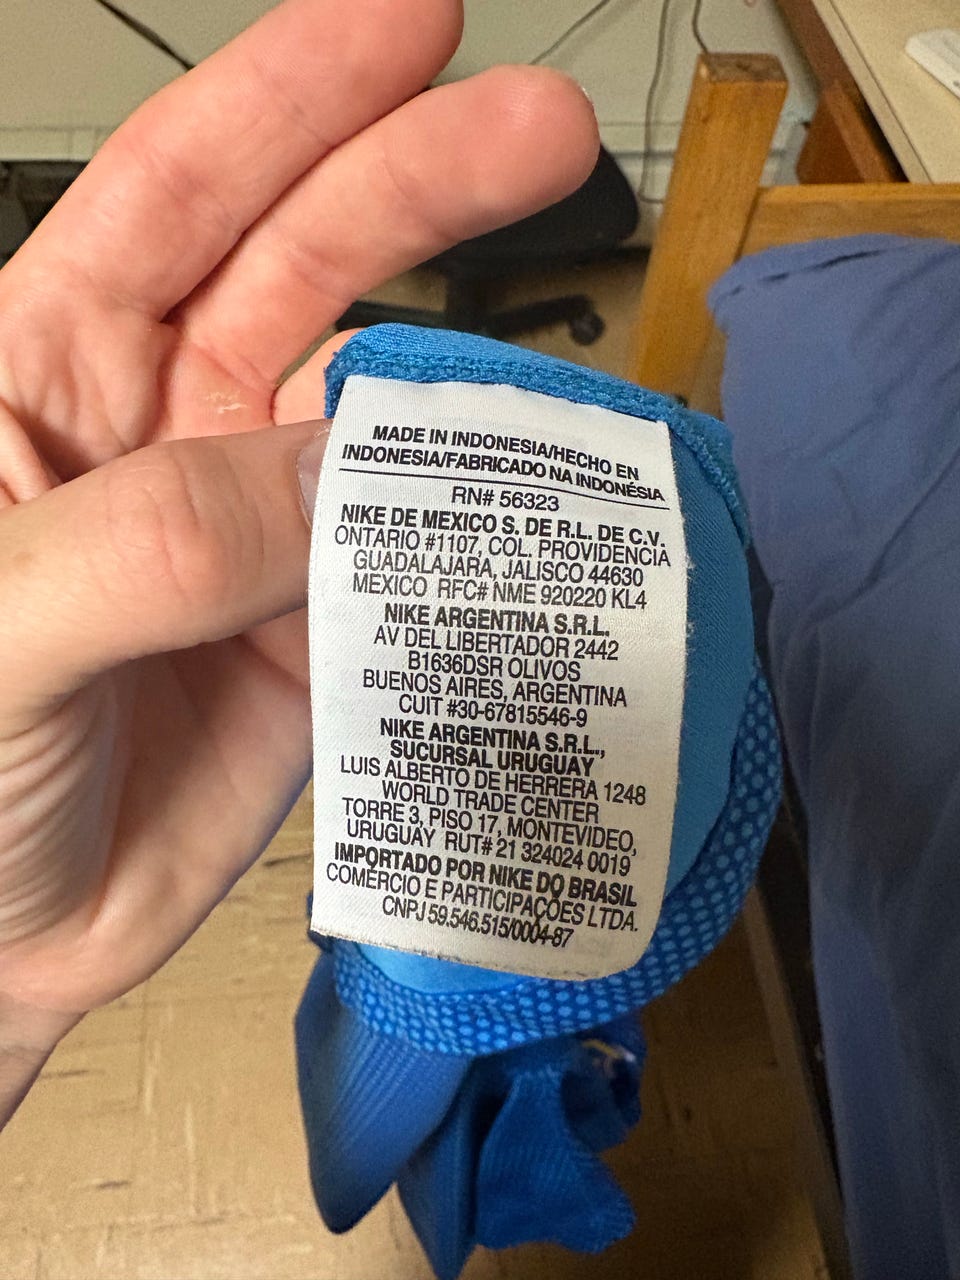 MADE IN INDONESIA/HECHO EN
INDONESIA/FABRICADO NA INDONÉSIA
RN# 56323
NIKE DE MEXICO S. DE R.L. DE C.V.
ONTARIO #1107, COL. PROVIDENCIA
GUADALAJARA, JALISCO 44630
MEXICO RFC# NME 920220 KL4
NIKE ARGENTINA S.R.L.
AV DEL LIBERTADOR 2442
B1636DSR OLIVOS
BUENOS AIRES, ARGENTINA
CUIT #30-67815546-9
NIKE ARGENTINA S.R.L.,
SUCURSAL URUGUAY
LUIS ALBERTO DE HERRERA 1248
WORLD TRADE CENTER
TORRE 3, PISO 17, MONTEVIDEO,
URUGUAY RUT# 21 324024 0019
IMPORTADO POR NIKE DO BRASIL
COMÉRCIO E PARTICIPAÇÕES LTDA.
CNPJ 59.546.515/0004-87